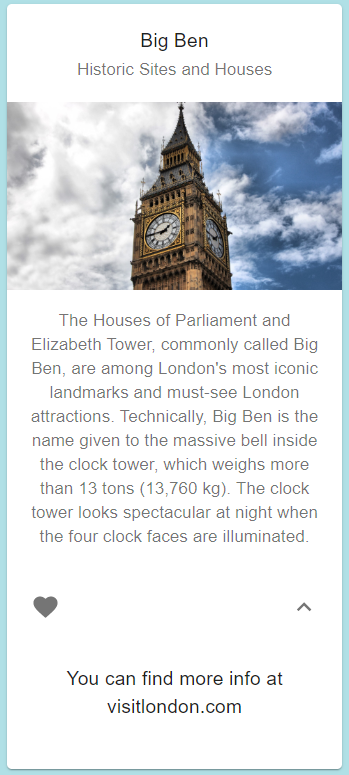 Big Ben
Historic Sites and Houses
The Houses of Parliament and
Elizabeth Tower, commonly called Big
Ben, are among London's most iconic
landmarks and must-see London
attractions. Technically, Big Ben is the
name given to the massive bell inside
the clock tower, which weighs more
than 13 tons (13,760 kg). The clock
tower looks spectacular at night when
the four clock faces are illuminated.
You can find more info at
visitlondon.com